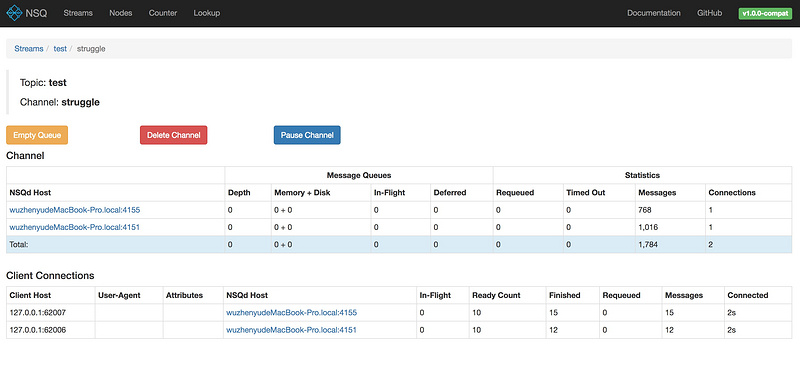 NSQ Streams Nodes Counter Lookup Documentation GitHub v1.0.0-compat
Streams / test / struggle
Topic: test
Channel: struggle
Empty Queue Delete Channel Pause Channel
Channel
Message Queues Statistics
NSQd Host Depth Memory + Disk In-Flight Deferred Requeued Timed Out Messages Connections
wuzhenyudeMacBook-Pro.local:4155 0 0 + 0 0 0 0 0 768 1
wuzhenyudeMacBook-Pro.local:4151 0 0 + 0 0 0 0 0 1,016 1
Total: 0 0 + 0 0 0 0 0 1,784 2
Client Connections
Client Host User-Agent Attributes NSQd Host In-Flight Ready Count Finished Requeued Messages Connected
127.0.0.1:62007 wuzhenyudeMacBook-Pro.local:4155 0 10 15 0 15 2s
127.0.0.1:62006 wuzhenyudeMacBook-Pro.local:4151 0 10 12 0 12 2s